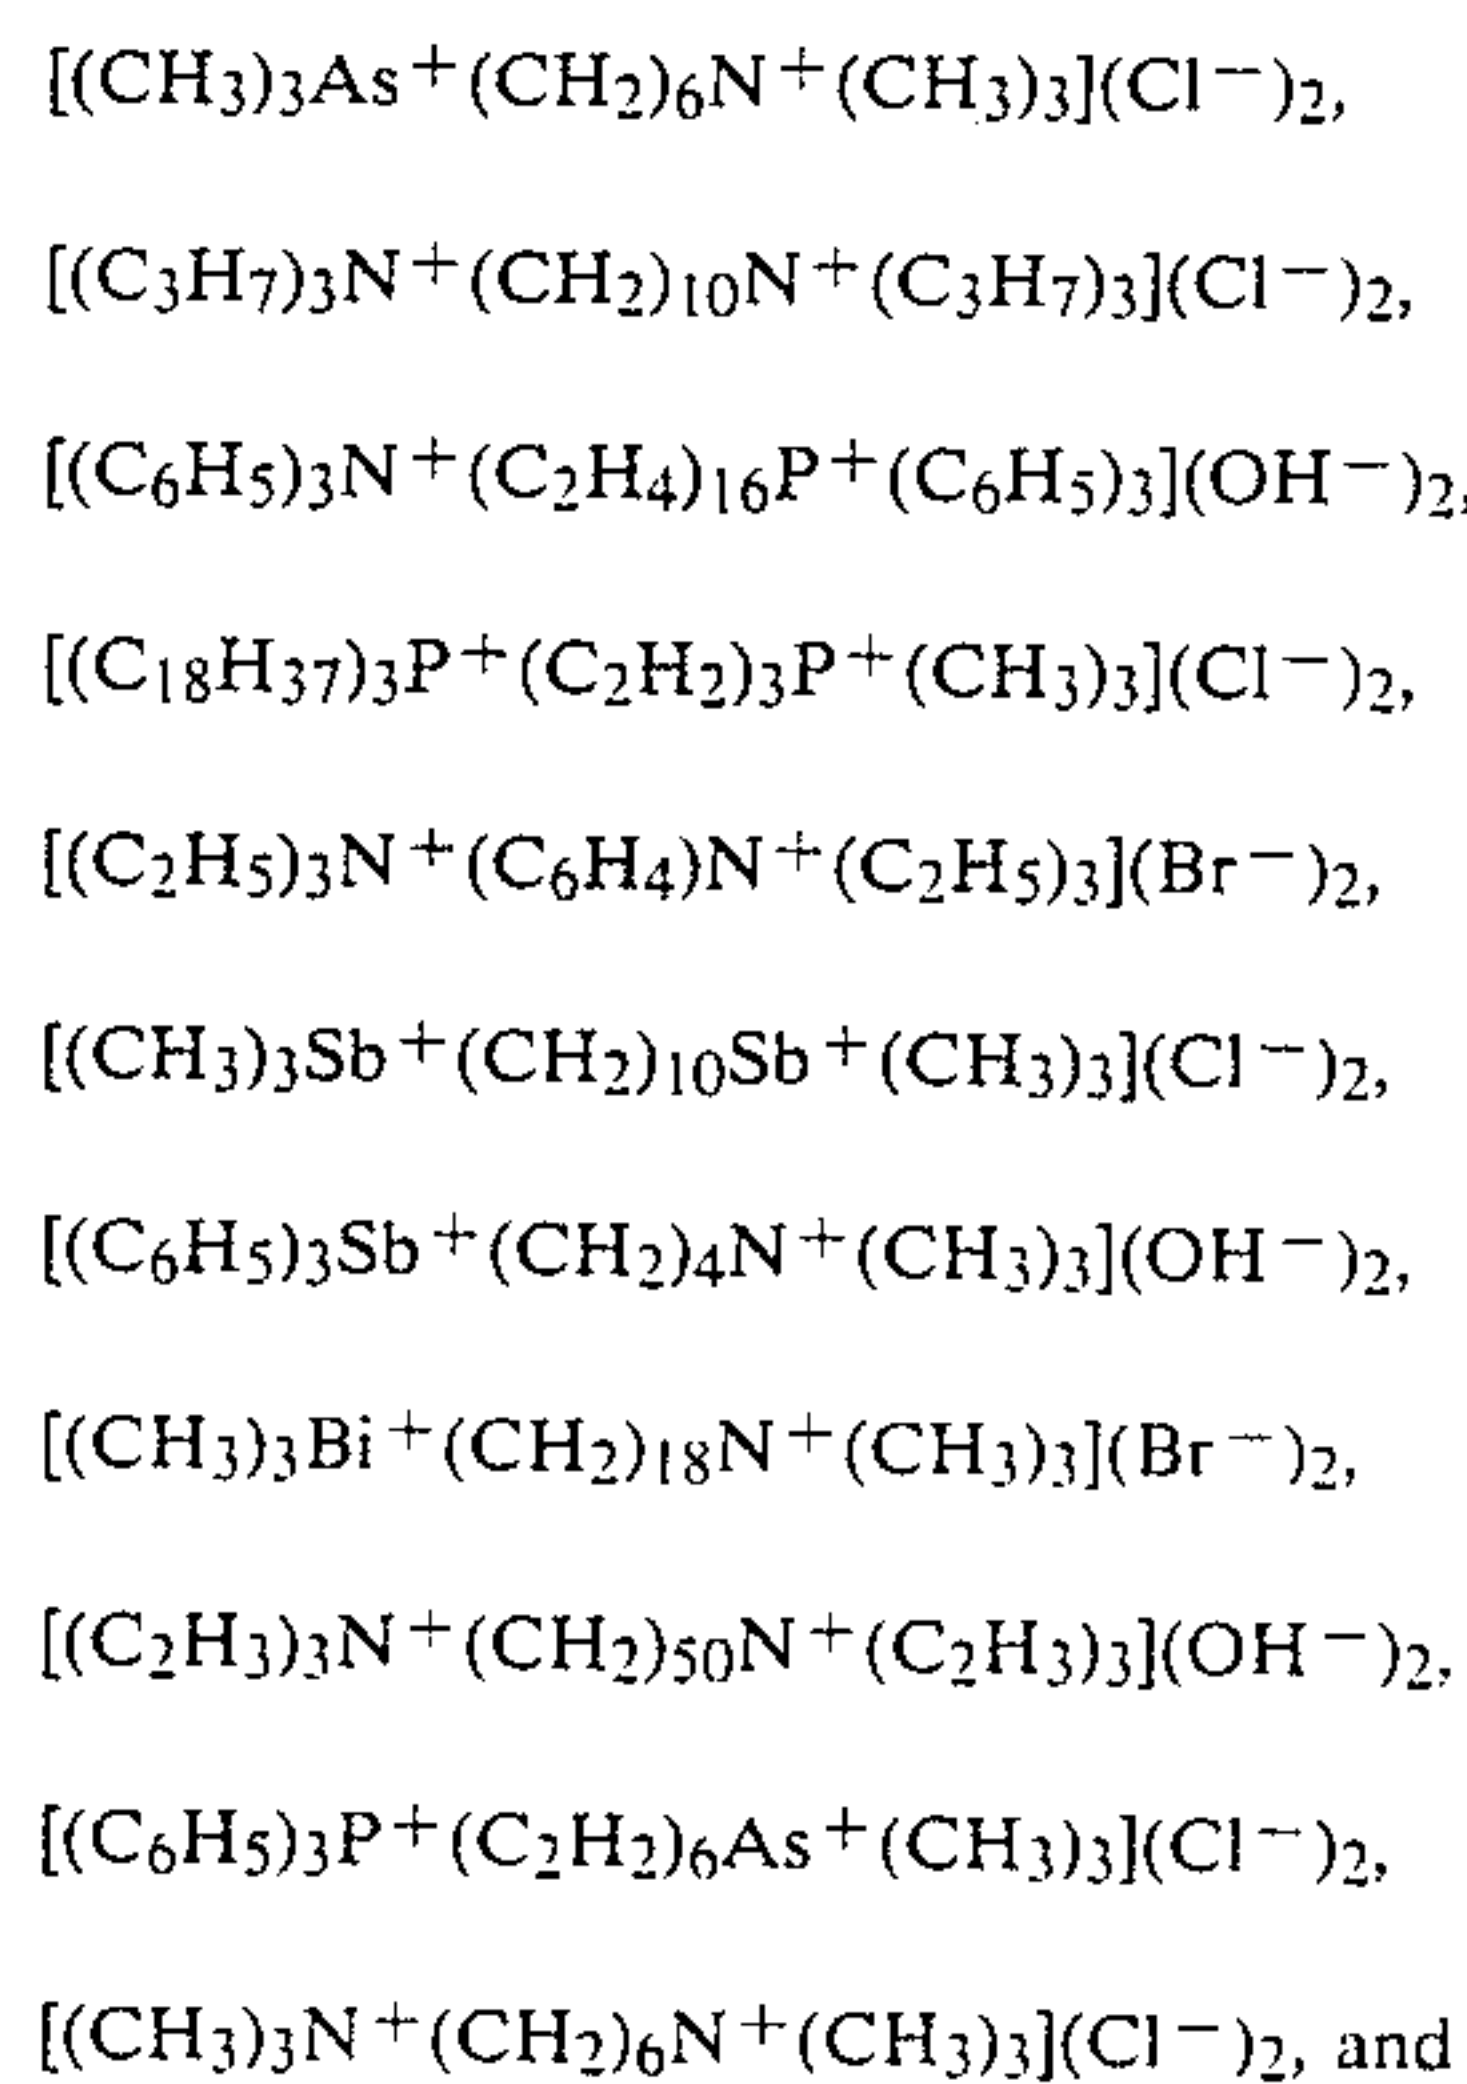 [(CH₃)₃As⁺(CH₂)₆N⁺(CH₃)₃](Cl⁻)₂,
[(C₃H₇)₃N⁺(CH₂)₁₀N⁺(C₃H₇)₃](Cl⁻)₂,
[(C₆H₅)₃N⁺(C₂H₄)₁₆P⁺(C₆H₅)₃](OH⁻)₂,
[(C₁₈H₃₇)₃P⁺(C₂H₂)₃P⁺(CH₃)₃](Cl⁻)₂,
[(C₂H₅)₃N⁺(C₆H₄)N⁺(C₂H₅)₃](Br⁻)₂,
[(CH₃)₃Sb⁺(CH₂)₁₀Sb⁺(CH₃)₃](Cl⁻)₂,
[(C₆H₅)₃Sb⁺(CH₂)₄N⁺(CH₃)₃](OH⁻)₂,
[(CH₃)₃Bi⁺(CH₂)₁₈N⁺(CH₃)₃](Br⁻)₂,
[(C₂H₃)₃N⁺(CH₂)₅₀N⁺(C₂H₃)₃](OH⁻)₂,
[(C₆H₅)₃P⁺(C₂H₂)₆As⁺(CH₃)₃](Cl⁻)₂,
[(CH₃)₃N⁺(CH₂)₆N⁺(CH₃)₃](Cl⁻)₂, and